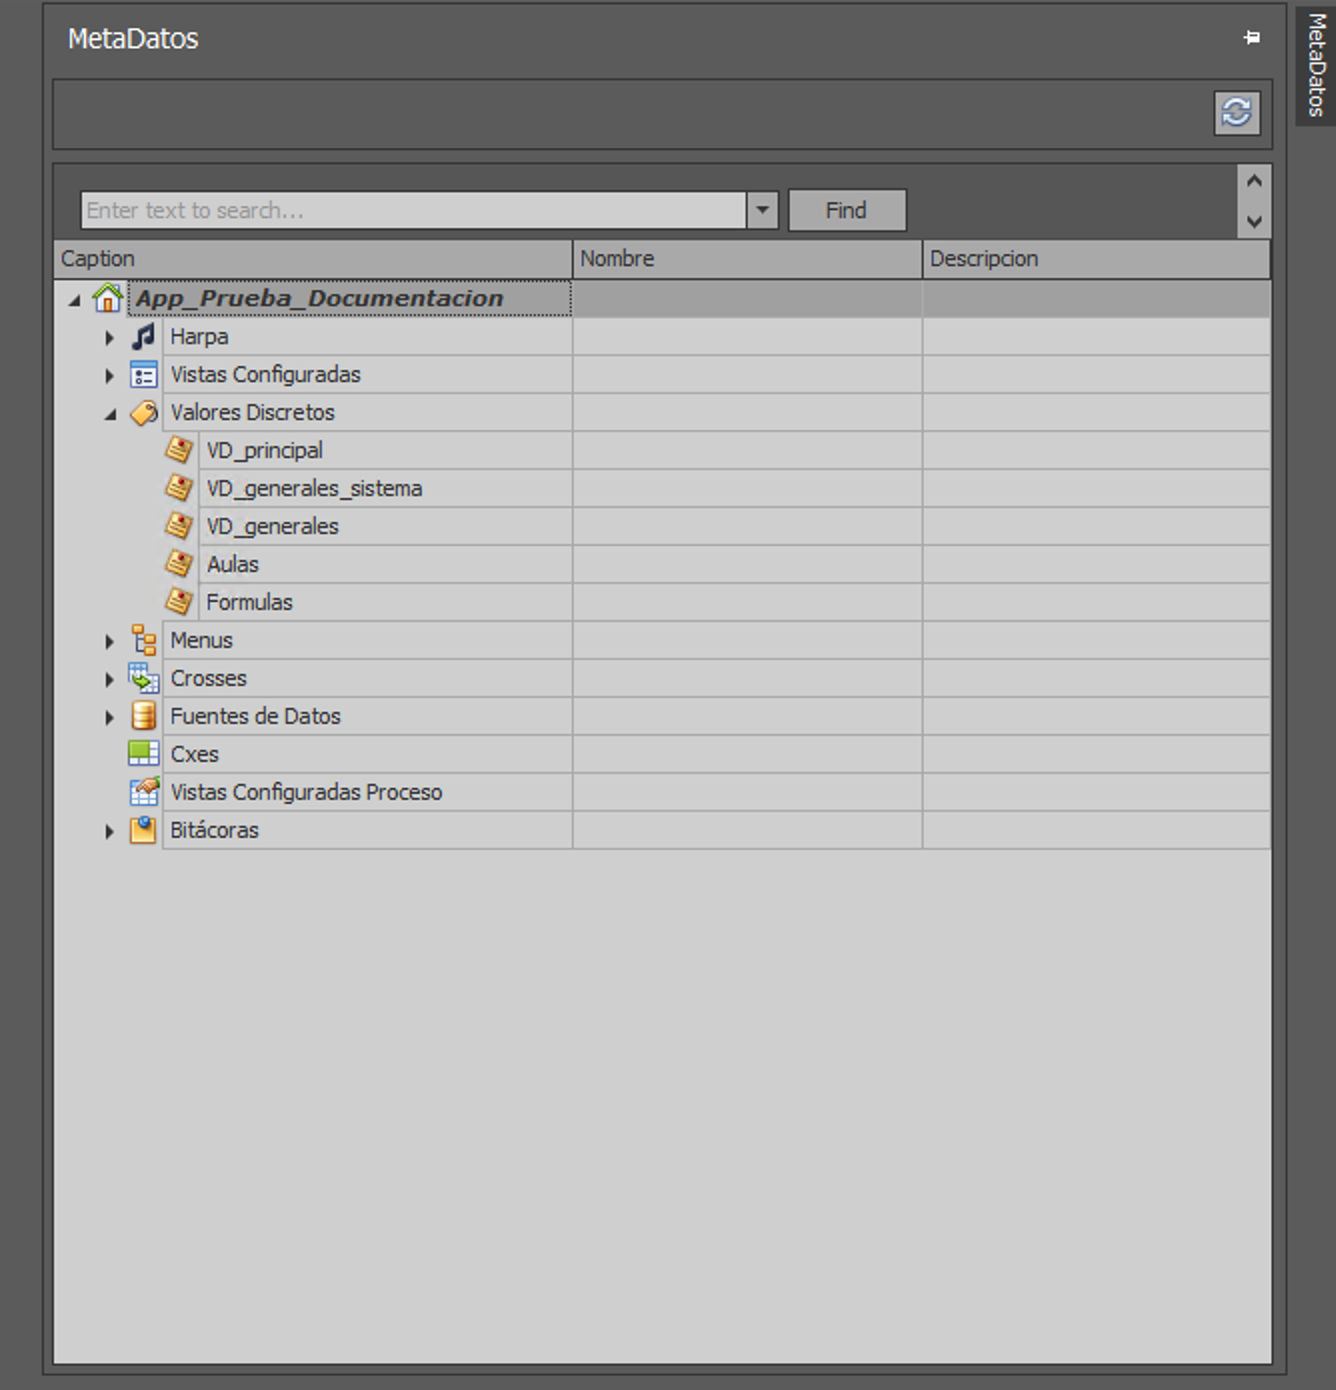 MetaDatos
MetaDatos
Enter text to search...
Find
Caption Nombre Descripcion
App_Prueba_Documentacion
Harpa
Vistas Configuradas
Valores Discretos
VD_principal
VD_generales_sistema
VD_generales
Aulas
Formulas
Menus
Crosses
Fuentes de Datos
Cxes
Vistas Configuradas Proceso
Bitácoras